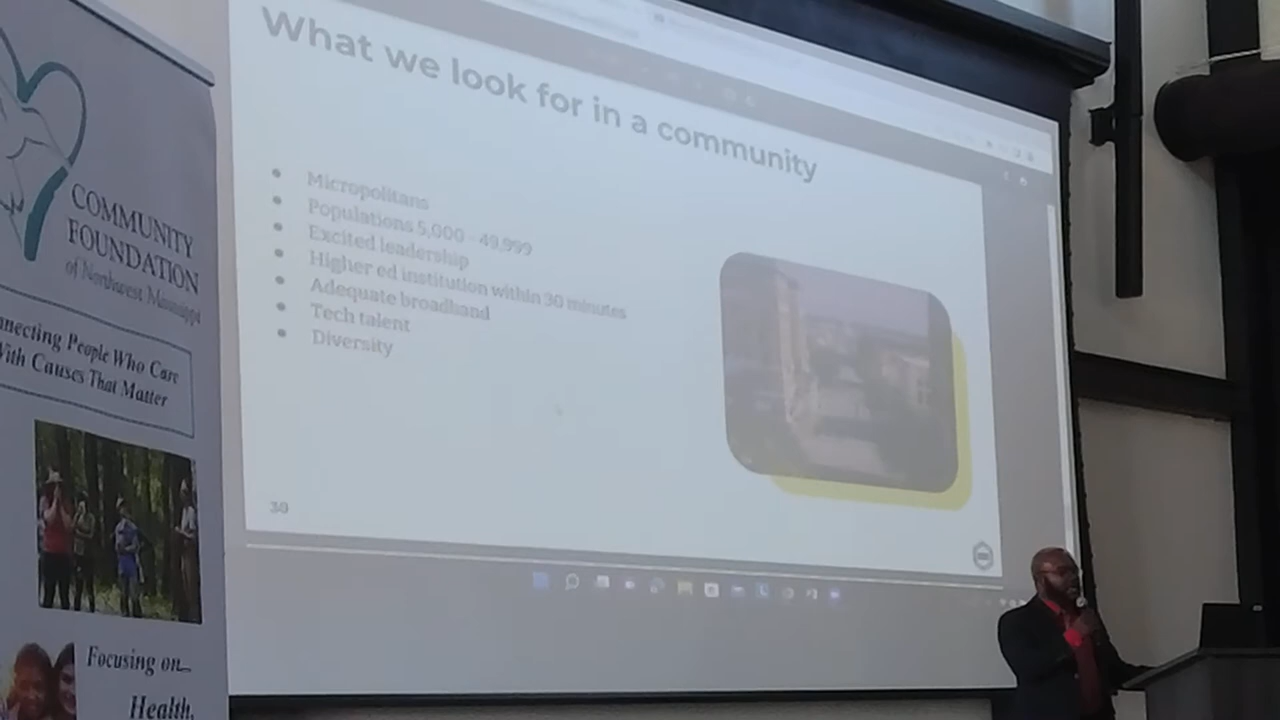 What we look for in a community
Micropolitans
Populations 5,000 - 49,999
Excited leadership
Higher ed institution within 30 minutes
Adequate broadband
Tech talent
Diversity
COMMUNITY
FOUNDATION
of Northwest Mississippi
nnecting People Who Care
With Causes That Matter
Focusing on
Health,